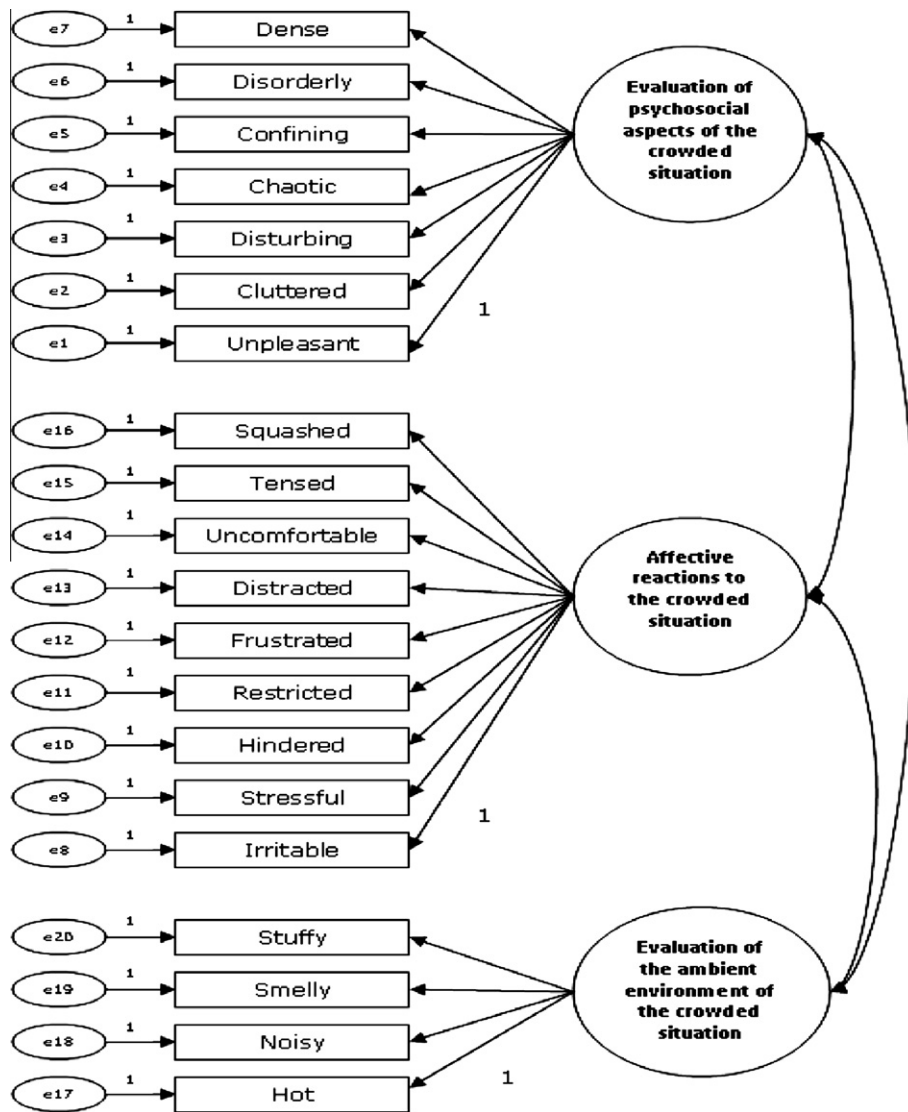 e7 1 Dense
e6 1 Disorderly
e5 1 Confining
e4 1 Chaotic
e3 1 Disturbing
e2 1 Cluttered
e1 1 Unpleasant
1
Evaluation of
psychosocial
aspects of the
crowded
situation
e16 1 Squashed
e15 1 Tensed
e14 1 Uncomfortable
e13 1 Distracted
e12 1 Frustrated
e11 1 Restricted
e10 1 Hindered
e9 1 Stressful
e8 1 Irritable
1
Affective
reactions to
the crowded
situation
e20 1 Stuffy
e19 1 Smelly
e18 1 Noisy
e17 1 Hot
1
Evaluation of
the ambient
environment of
the crowded
situation